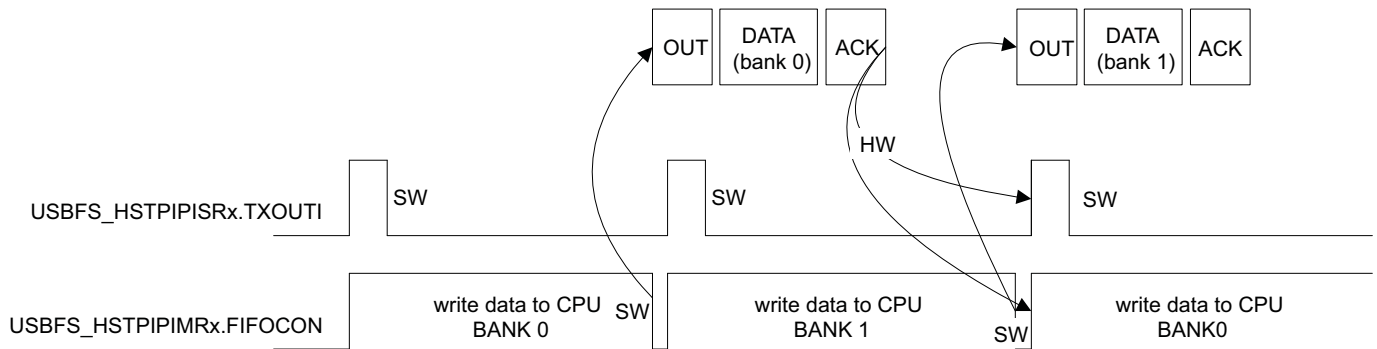 OUT
DATA
(bank 0)
ACK
OUT
DATA
(bank 1)
ACK
HW
USBFS_HSTPIPISRx.TXOUTI
SW
SW
SW
USBFS_HSTPIPIMRx.FIFOCON
write data to CPU
BANK 0
SW
write data to CPU
BANK 1
SW
write data to CPU
BANK0